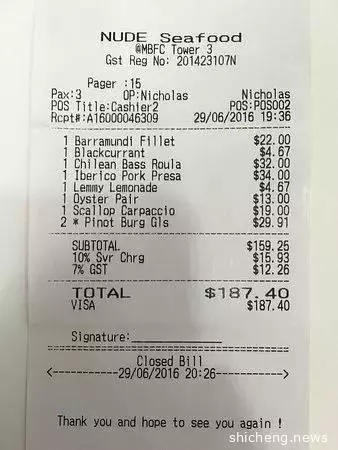 NUDE Seafood
@MBFC Tower 3
Gst Reg No: 201423107N
Pager :15
Pax:3 OP:Nicholas Nicholas
POS Title:Cashier2 POS:POS002
Rcpt#:A16000046309 29/06/2016 19:36
1 Barramundi Fillet $22.00
1 Blackcurrant $4.67
1 Chilean Bass Roula $32.00
1 Iberico Pork Presa $34.00
1 Lemmy Lemonade $4.67
1 Oyster Pair $13.00
1 Scallop Carpaccio $19.00
2 * Pinot Burg Gls $29.91
SUBTOTAL $159.25
10% Svr Chrg $15.93
7% GST $12.26
TOTAL $187.40
VISA $187.40
Signature:
Closed Bill
<------------29/06/2016 20:26------------>
Thank you and hope to see you again !
shicheng.news